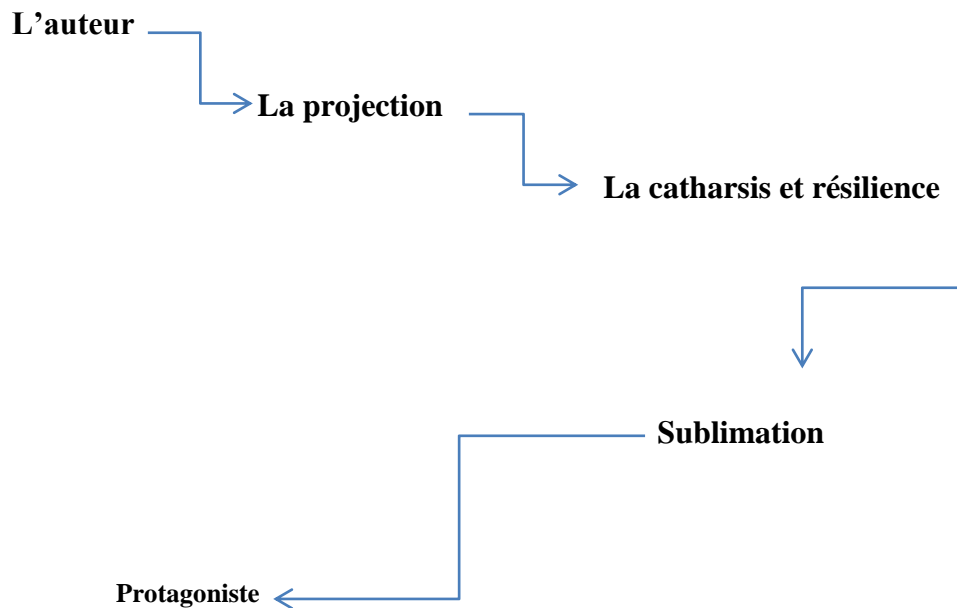 L’auteur
La projection
La catharsis et résilience
Sublimation
Protagoniste